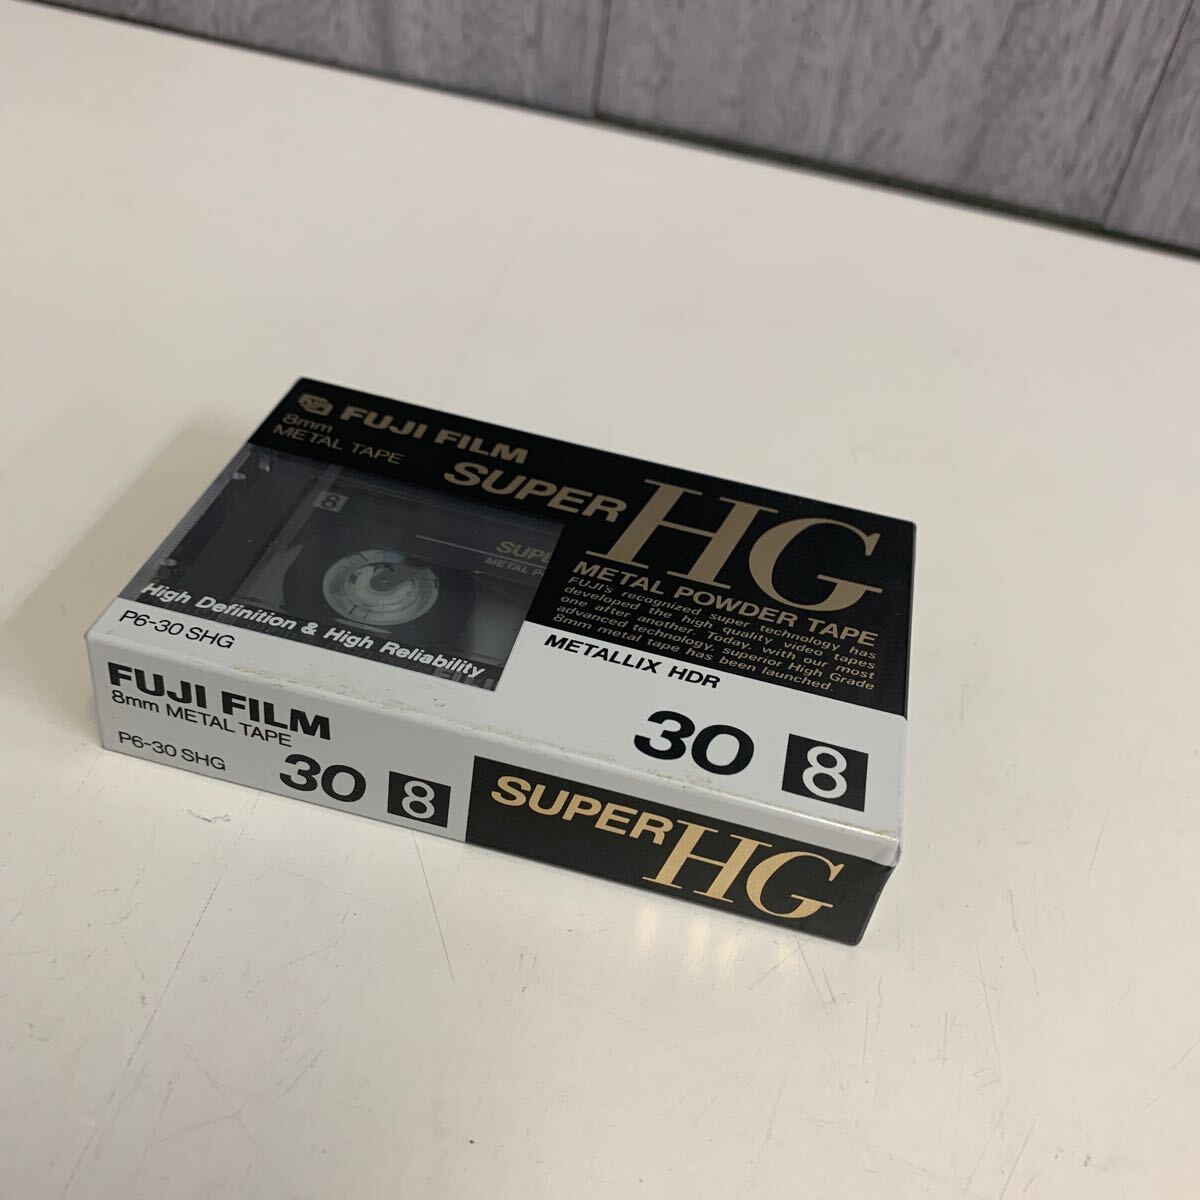 FUJI FILM
8mm
METAL TAPE
SUPER HG
METAL POWDER TAPE
FUJI's recognized super technology has
developed the high quality video tapes
one after another. Today, with our most
advanced technology, superior High Grade
8mm metal tape has been launched.
8
SUPE
METAL PO
High Definition & High Reliability
P6-30 SHG
METALLIX HDR
30 8
FUJI FILM
8mm METAL TAPE
P6-30 SHG
30 8
SUPER HG